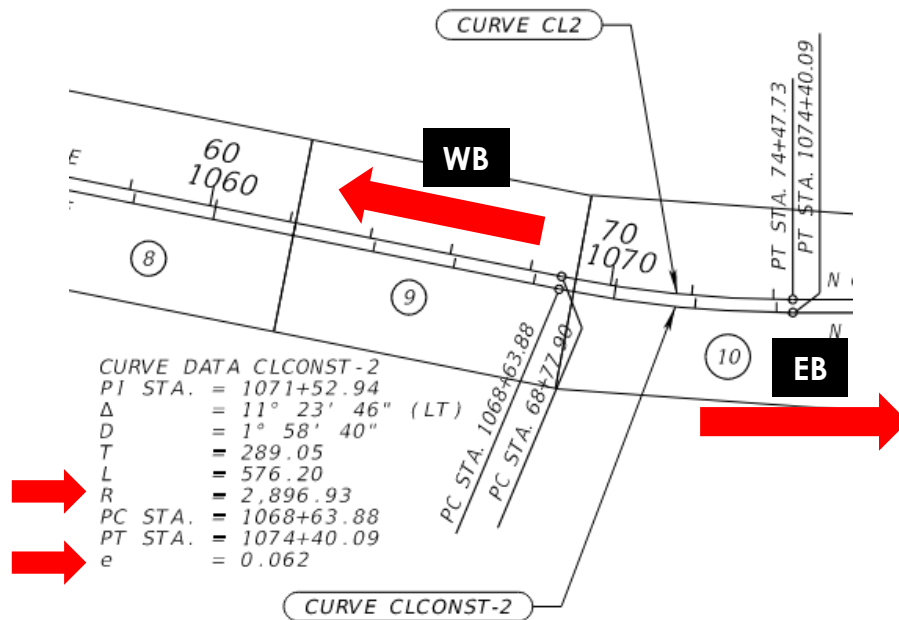 CURVE CL2
WB
E
60
1060
70
1070
PT STA. 74+47.73
PT STA. 1074+40.09
N
8
9
10
N
EB
PC STA. 1068+63.88
PC STA. 68+77.90
CURVE DATA CLCONST-2
PI STA. = 1071+52.94
Δ = 11° 23' 46" (LT)
D = 1° 58' 40"
T = 289.05
L = 576.20
R = 2,896.93
PC STA. = 1068+63.88
PT STA. = 1074+40.09
e = 0.062
CURVE CLCONST-2